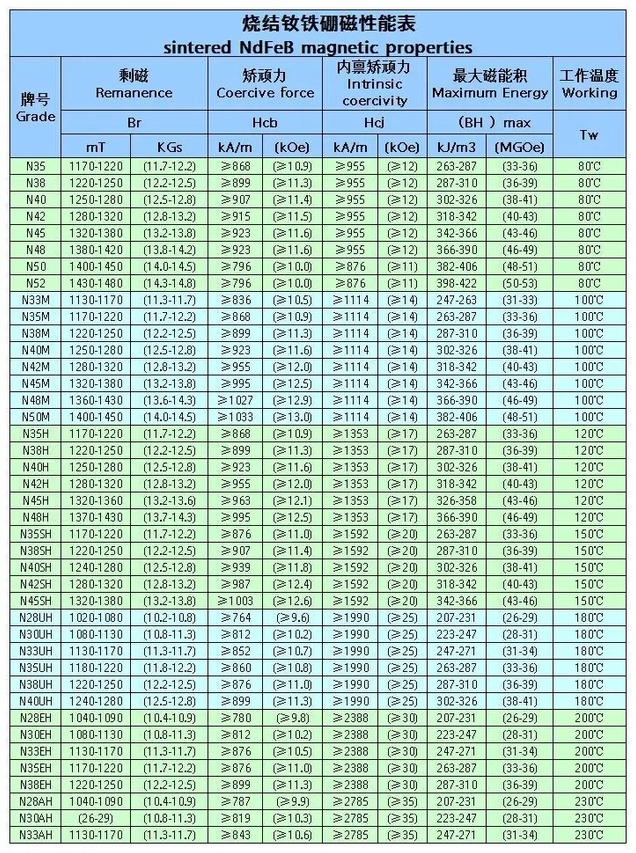 烧结钕铁硼磁性能表
sintered NdFeB magnetic properties
牌号 Grade 剩磁 Remanence 矫顽力 Coercive force 内禀矫顽力 Intrinsic coercivity 最大磁能积 Maximum Energy 工作温度 Working
Br Hcb Hcj (BH ) max Tw
mT KGs kA/m (kOe) kA/m (kOe) kJ/m3 (MGOe)
N35 1170-1220 (11.7-12.2) ≥868 (≥10.9) ≥955 (≥12) 263-287 (33-36) 80℃
N38 1220-1250 (12.2-12.5) ≥899 (≥11.3) ≥955 (≥12) 287-310 (36-39) 80℃
N40 1250-1280 (12.5-12.8) ≥907 (≥11.4) ≥955 (≥12) 302-326 (38-41) 80℃
N42 1280-1320 (12.8-13.2) ≥915 (≥11.5) ≥955 (≥12) 318-342 (40-43) 80℃
N45 1320-1380 (13.2-13.8) ≥923 (≥11.6) ≥955 (≥12) 342-366 (43-46) 80℃
N48 1380-1420 (13.8-14.2) ≥923 (≥11.6) ≥955 (≥12) 366-390 (46-49) 80℃
N50 1400-1450 (14.0-14.5) ≥796 (≥10.0) ≥876 (≥11) 382-406 (48-51) 80℃
N52 1430-1480 (14.3-14.8) ≥796 (≥10.0) ≥876 (≥11) 398-422 (50-53) 80℃
N33M 1130-1170 (11.3-11.7) ≥836 (≥10.5) ≥1114 (≥14) 247-263 (31-33) 100℃
N35M 1170-1220 (11.7-12.2) ≥868 (≥10.9) ≥1114 (≥14) 263-287 (33-36) 100℃
N38M 1220-1250 (12.2-12.5) ≥899 (≥11.3) ≥1114 (≥14) 287-310 (36-39) 100℃
N40M 1250-1280 (12.5-12.8) ≥923 (≥11.6) ≥1114 (≥14) 302-326 (38-41) 100℃
N42M 1280-1320 (12.8-13.2) ≥955 (≥12.0) ≥1114 (≥14) 318-342 (40-43) 100℃
N45M 1320-1380 (13.2-13.8) ≥995 (≥12.5) ≥1114 (≥14) 342-366 (43-46) 100℃
N48M 1360-1430 (13.6-14.3) ≥1027 (≥12.9) ≥1114 (≥14) 366-390 (46-49) 100℃
N50M 1400-1450 (14.0-14.5) ≥1033 (≥13.0) ≥1114 (≥14) 382-406 (48-51) 100℃
N35H 1170-1220 (11.7-12.2) ≥868 (≥10.9) ≥1353 (≥17) 263-287 (33-36) 120℃
N38H 1220-1250 (12.2-12.5) ≥899 (≥11.3) ≥1353 (≥17) 287-310 (36-39) 120℃
N40H 1250-1280 (12.5-12.8) ≥923 (≥11.6) ≥1353 (≥17) 302-326 (38-41) 120℃
N42H 1280-1320 (12.8-13.2) ≥955 (≥12.0) ≥1353 (≥17) 318-342 (40-43) 120℃
N45H 1320-1360 (13.2-13.6) ≥963 (≥12.1) ≥1353 (≥17) 326-358 (43-46) 120℃
N48H 1370-1430 (13.7-14.3) ≥995 (≥12.5) ≥1353 (≥17) 366-390 (46-49) 120℃
N35SH 1170-1220 (11.7-12.2) ≥876 (≥11.0) ≥1592 (≥20) 263-287 (33-36) 150℃
N38SH 1220-1250 (12.2-12.5) ≥907 (≥11.4) ≥1592 (≥20) 287-310 (36-39) 150℃
N40SH 1240-1280 (12.5-12.8) ≥939 (≥11.8) ≥1592 (≥20) 302-326 (38-41) 150℃
N42SH 1280-1320 (12.8-13.2) ≥987 (≥12.4) ≥1592 (≥20) 318-342 (40-43) 150℃
N45SH 1320-1380 (13.2-13.8) ≥1003 (≥12.6) ≥1592 (≥20) 342-366 (43-46) 150℃
N28UH 1020-1080 (10.2-10.8) ≥764 (≥9.6) ≥1990 (≥25) 207-231 (26-29) 180℃
N30UH 1080-1130 (10.8-11.3) ≥812 (≥10.2) ≥1990 (≥25) 223-247 (28-31) 180℃
N33UH 1130-1170 (11.3-11.7) ≥852 (≥10.7) ≥1990 (≥25) 247-271 (31-34) 180℃
N35UH 1180-1220 (11.8-12.2) ≥860 (≥10.8) ≥1990 (≥25) 263-287 (33-36) 180℃
N38UH 1220-1250 (12.2-12.5) ≥876 (≥11.0) ≥1990 (≥25) 287-310 (36-39) 180℃
N40UH 1240-1280 (12.5-12.8) ≥899 (≥11.3) ≥1990 (≥25) 302-326 (38-41) 180℃
N28EH 1040-1090 (10.4-10.9) ≥780 (≥9.8) ≥2388 (≥30) 207-231 (26-29) 200℃
N30EH 1080-1130 (10.8-11.3) ≥812 (≥10.2) ≥2388 (≥30) 223-247 (28-31) 200℃
N33EH 1130-1170 (11.3-11.7) ≥876 (≥10.5) ≥2388 (≥30) 247-271 (31-34) 200℃
N35EH 1170-1220 (11.7-12.2) ≥876 (≥11.0) ≥2388 (≥30) 263-287 (33-36) 200℃
N38EH 1220-1250 (12.2-12.5) ≥899 (≥11.3) ≥2388 (≥30) 287-310 (36-39) 200℃
N28AH 1040-1090 (10.4-10.9) ≥787 (≥9.9) ≥2785 (≥35) 207-231 (26-29) 230℃
N30AH (26-29) (10.8-11.3) ≥819 (≥10.3) ≥2785 (≥35) 223-247 (28-31) 230℃
N33AH 1130-1170 (11.3-11.7) ≥843 (≥10.6) ≥2785 (≥35) 247-271 (31-34) 230℃